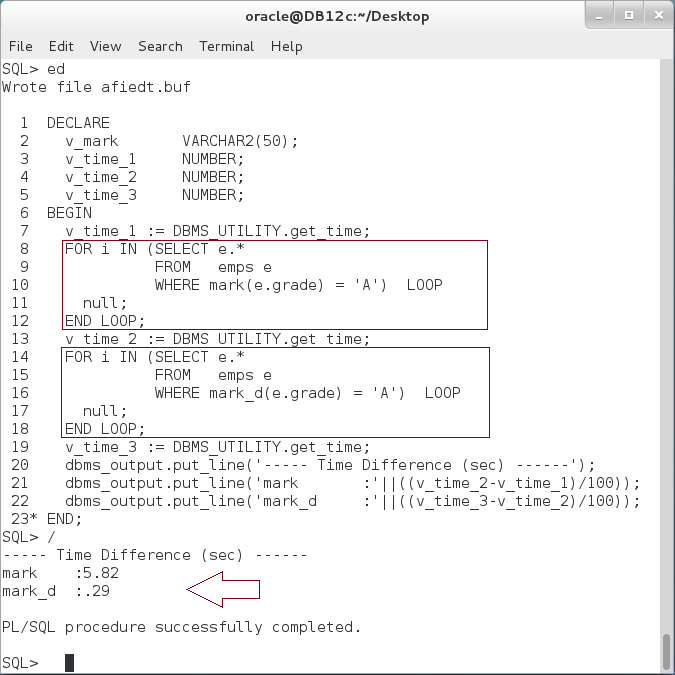 oracle@DB12c:~/Desktop
File Edit View Search Terminal Help
SQL> ed
Wrote file afiedt.buf
1 DECLARE
2 v_mark VARCHAR2(50);
3 v_time_1 NUMBER;
4 v_time_2 NUMBER;
5 v_time_3 NUMBER;
6 BEGIN
7 v_time_1 := DBMS_UTILITY.get_time;
8 FOR i IN (SELECT e.*
9 FROM emps e
10 WHERE mark(e.grade) = 'A') LOOP
11 null;
12 END LOOP;
13 v_time_2 := DBMS_UTILITY.get_time;
14 FOR i IN (SELECT e.*
15 FROM emps e
16 WHERE mark_d(e.grade) = 'A') LOOP
17 null;
18 END LOOP;
19 v_time_3 := DBMS_UTILITY.get_time;
20 dbms_output.put_line('----- Time Difference (sec) ------');
21 dbms_output.put_line('mark :'||((v_time_2-v_time_1)/100));
22 dbms_output.put_line('mark_d :'||((v_time_3-v_time_2)/100));
23* END;
SQL> /
----- Time Difference (sec) ------
mark :5.82
mark_d :.29
PL/SQL procedure successfully completed.
SQL>